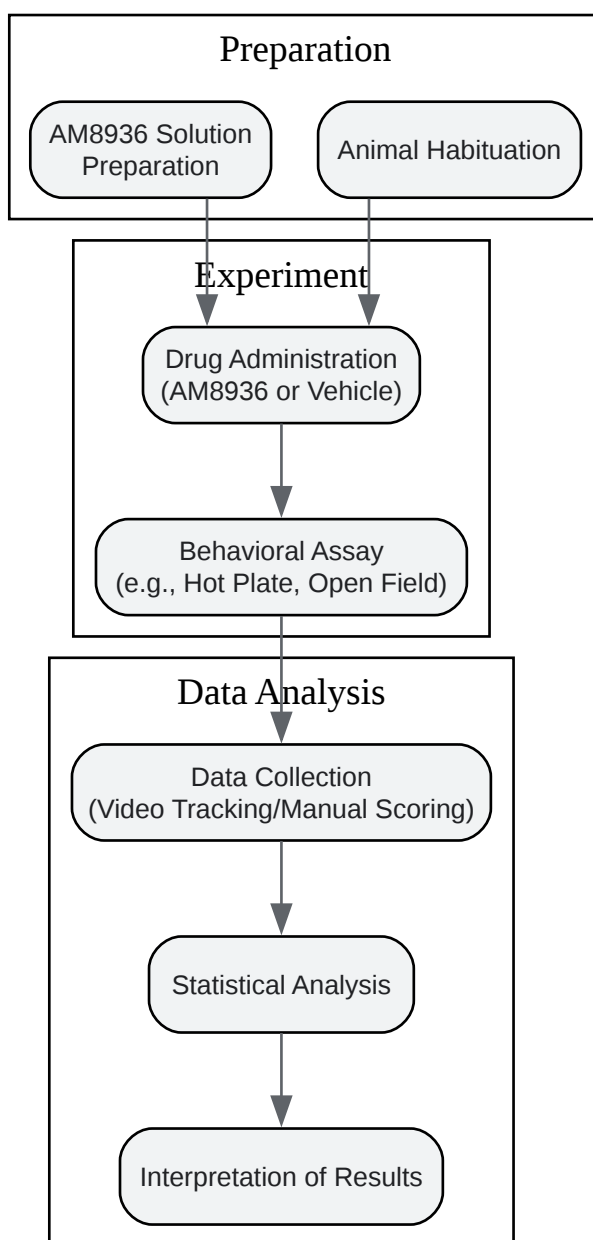 Preparation
AM8936 Solution
Preparation
Animal Habituation
Experiment
Drug Administration
(AM8936 or Vehicle)
Behavioral Assay
(e.g., Hot Plate, Open Field)
Data Analysis
Data Collection
(Video Tracking/Manual Scoring)
Statistical Analysis
Interpretation of Results